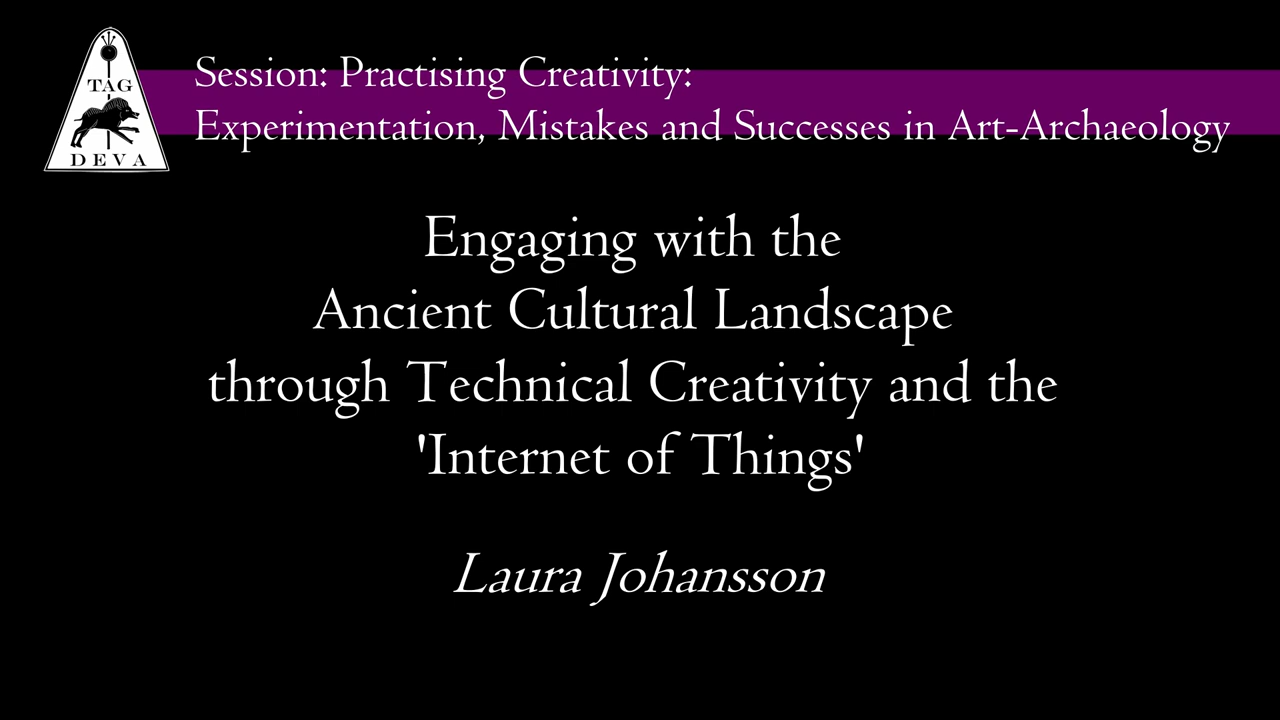 TAG
DEVA
Session: Practising Creativity:
Experimentation, Mistakes and Successes in Art-Archaeology
Engaging with the
Ancient Cultural Landscape
through Technical Creativity and the
'Internet of Things'
Laura Johansson